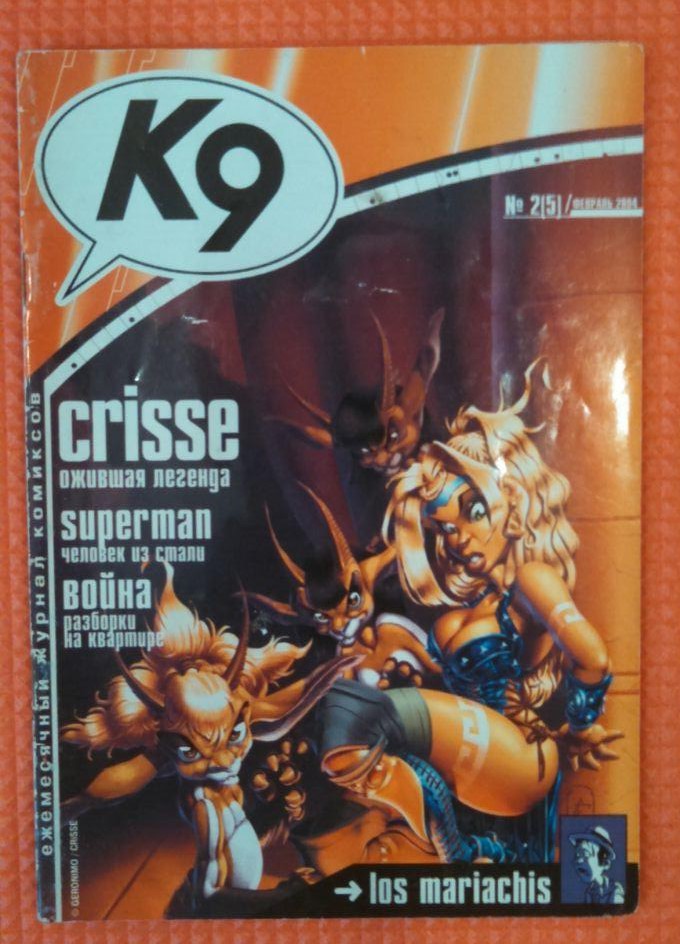 K9
№ 2[5] / февраль 2004
crisse
ожившая легенда
superman
человек из стали
война
разборки
на квартире
ежемесячный журнал комиксов
© GERONIMO / CRISSE
→ los mariachis